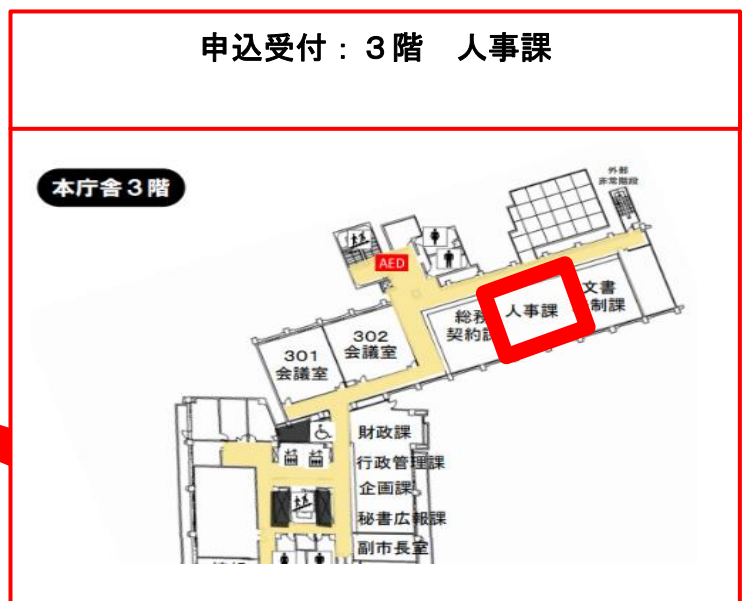 申込受付：３階　人事課
本庁舎３階
外部
非常階段
AED
人事課
文書
制課
総務
契約課
302
会議室
301
会議室
財政課
行政管理課
企画課
秘書広報課
副市長室